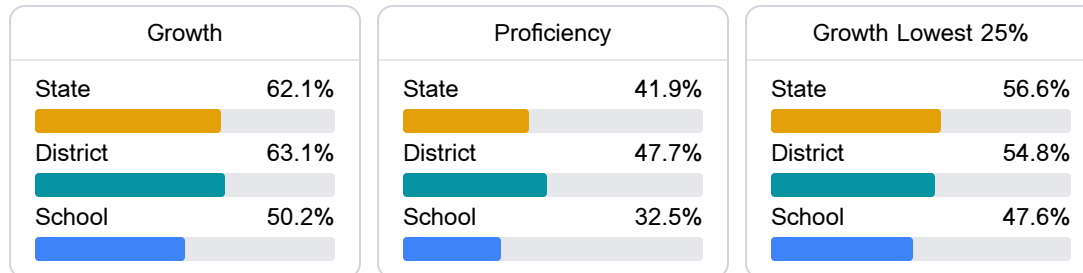 Growth
State 62.1%
District 63.1%
School 50.2%
Proficiency
State 41.9%
District 47.7%
School 32.5%
Growth Lowest 25%
State 56.6%
District 54.8%
School 47.6%